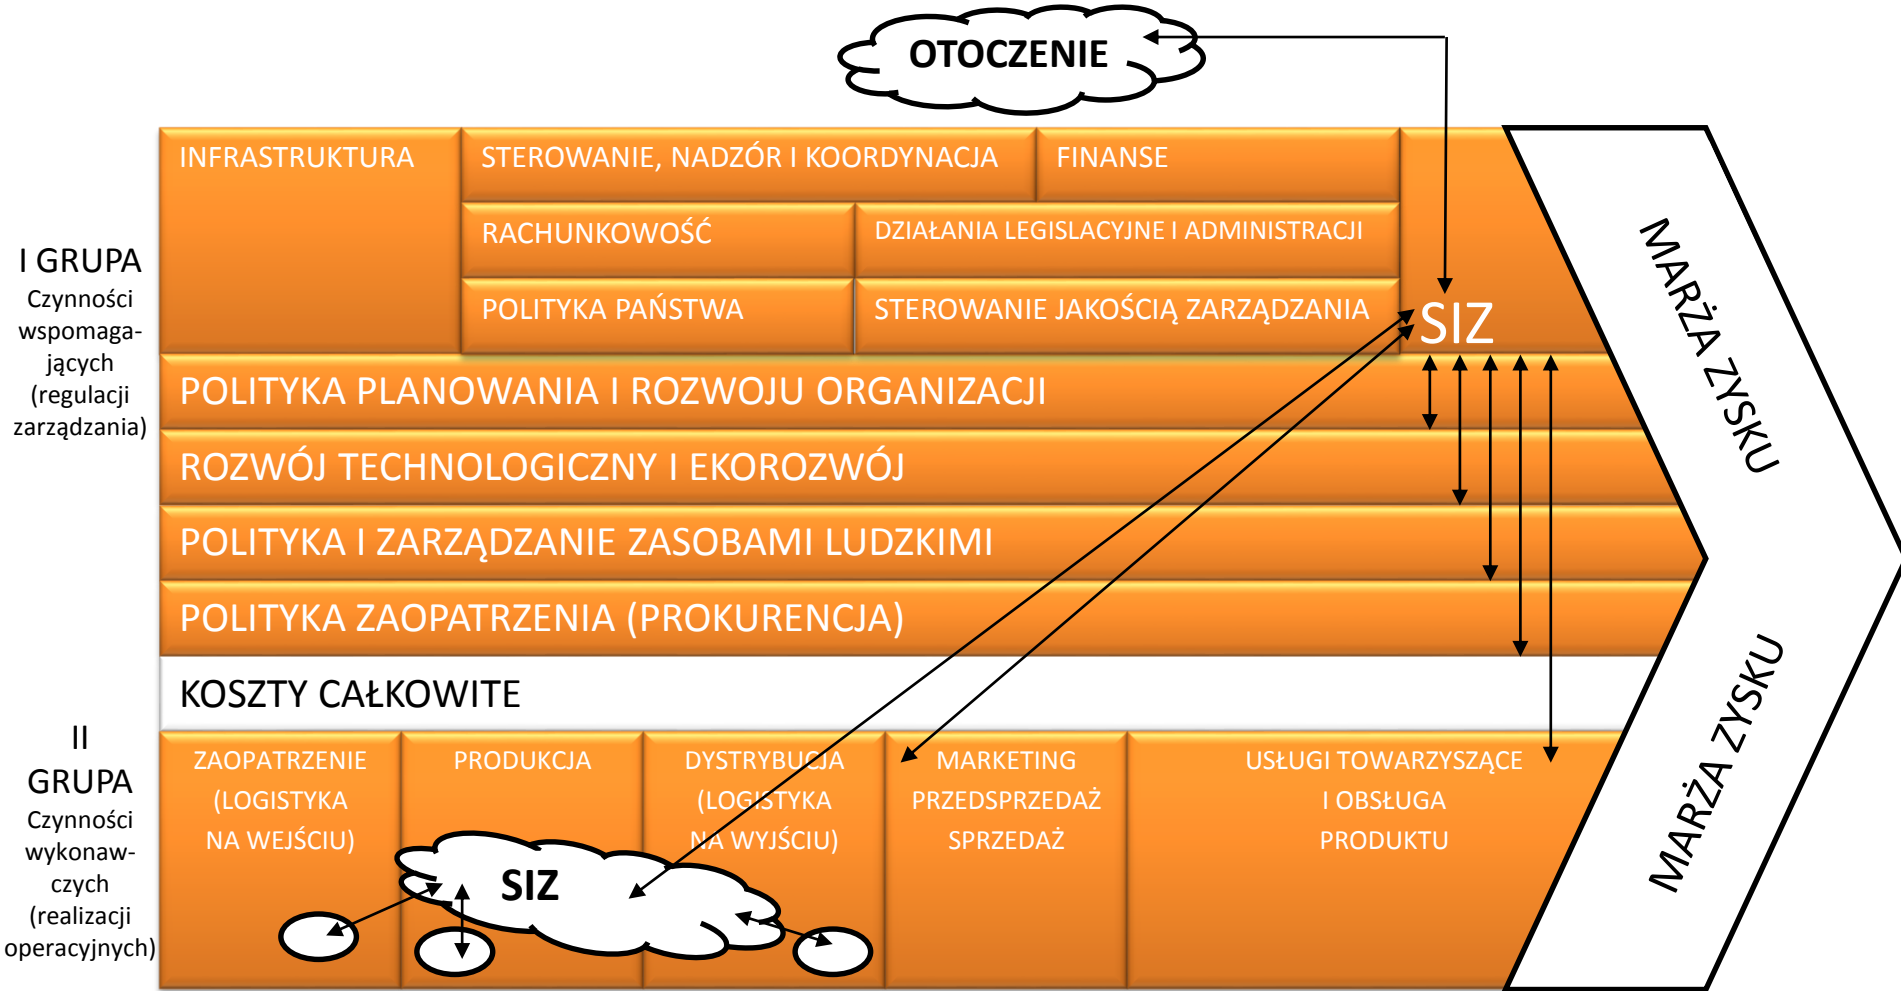 OTOCZENIE
INFRASTRUKTURA
STEROWANIE, NADZÓR I KOORDYNACJA
FINANSE
RACHUNKOWOŚĆ
DZIAŁANIA LEGISLACYJNE I ADMINISTRACJI
POLITYKA PAŃSTWA
STEROWANIE JAKOŚCIĄ ZARZĄDZANIA
SIZ
I GRUPA
Czynności
wspomaga-
jących
(regulacji
zarządzania)
POLITYKA PLANOWANIA I ROZWOJU ORGANIZACJI
ROZWÓJ TECHNOLOGICZNY I EKOROZWÓJ
POLITYKA I ZARZĄDZANIE ZASOBAMI LUDZKIMI
POLITYKA ZAOPATRZENIA (PROKURENCJA)
KOSZTY CAŁKOWITE
MARŻA ZYSKU
MARŻA ZYSKU
II
GRUPA
Czynności
wykonaw-
czych
(realizacji
operacyjnych)
ZAOPATRZENIE
(LOGISTYKA
NA WEJŚCIU)
PRODUKCJA
DYSTRYBUCJA
(LOGISTYKA
NA WYJŚCIU)
MARKETING
PRZEDSPRZEDAŻ
SPRZEDAŻ
USŁUGI TOWARZYSZĄCE
I OBSŁUGA
PRODUKTU
SIZ